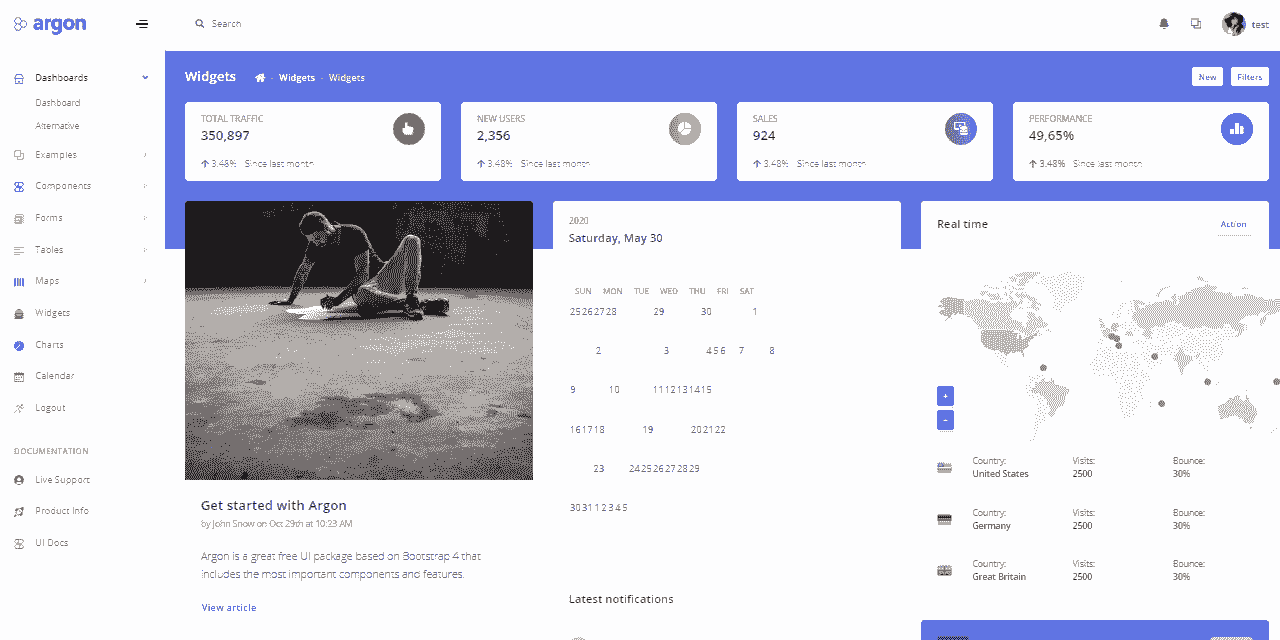 argon
Search
test
Dashboards
Dashboard
Alternative
Examples
Components
Forms
Tables
Maps
Widgets
Charts
Calendar
Logout
DOCUMENTATION
Live Support
Product Info
UI Docs
Widgets - Widgets - Widgets
New Filters
TOTAL TRAFFIC
350,897
3.48% Since last month
NEW USERS
2,356
3.48% Since last month
SALES
924
3.48% Since last month
PERFORMANCE
49,65%
3.48% Since last month
Get started with Argon
by John Snow on Oct 29th at 10:23 AM
Argon is a great free UI package based on Bootstrap 4 that
includes the most important components and features.
View article
2020
Saturday, May 30
SUN MON TUE WED THU FRI SAT
25 26 27 28 29 30 1
2 3 4 5 6 7 8
9 10 11 12 13 14 15
16 17 18 19 20 21 22
23 24 25 26 27 28 29
30 31 1 2 3 4 5
Latest notifications
Real time
Action
+
-
Country: Visits: Bounce:
United States 2500 30%
Country: Visits: Bounce:
Germany 2500 30%
Country: Visits: Bounce:
Great Britain 2500 30%